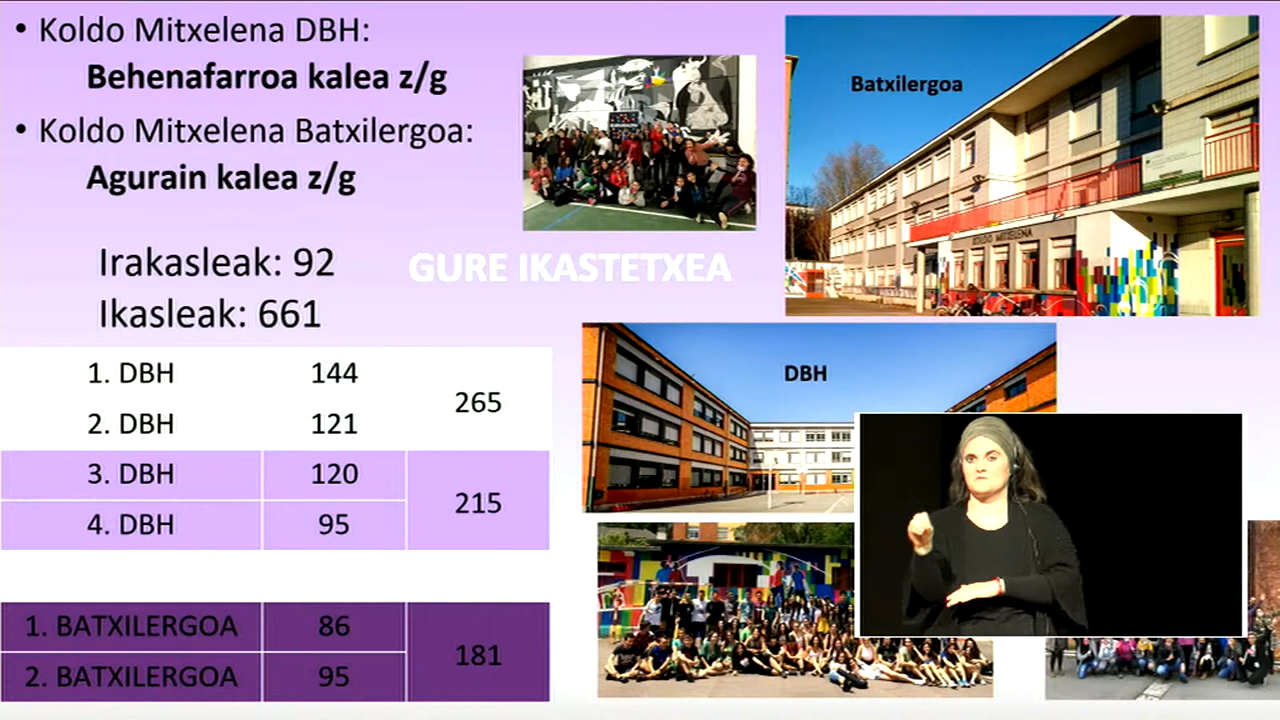 • Koldo Mitxelena DBH:
Behenafarroa kalea z/g
• Koldo Mitxelena Batxilergoa:
Agurain kalea z/g
Irakasleak: 92
Ikasleak: 661
GURE IKASTETXEA
1. DBH 144 265
2. DBH 121
3. DBH 120 215
4. DBH 95
1. BATXILERGOA 86 181
2. BATXILERGOA 95
Batxilergoa
KOLDO MITXELENA
DBH